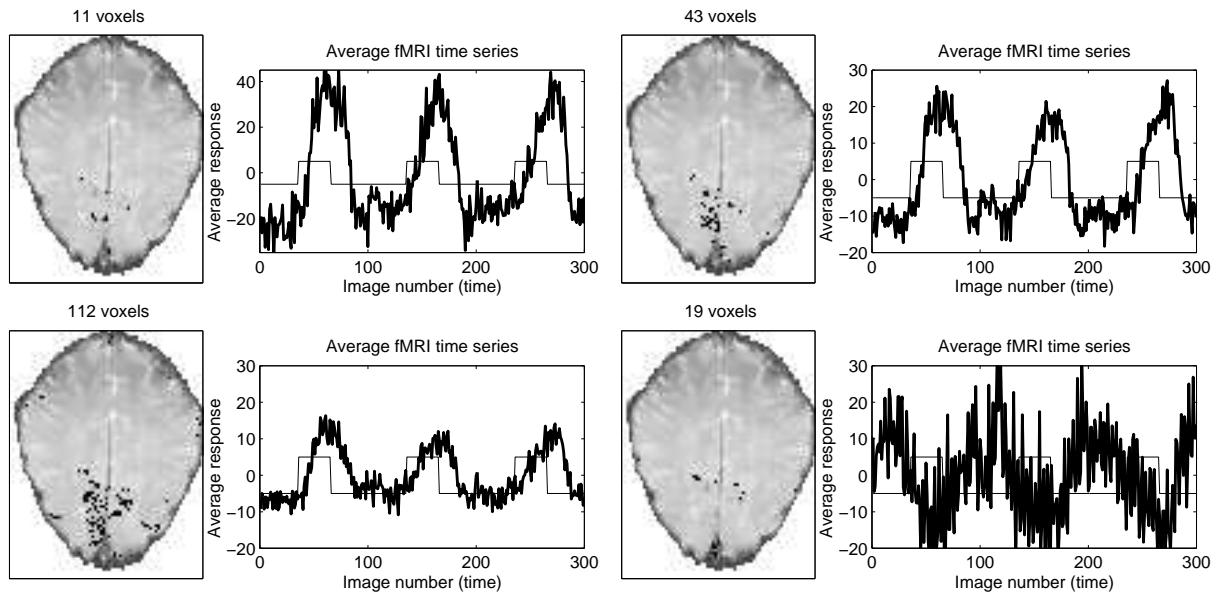 11 voxels
Average fMRI time series
40
20
0
−20
Average response
0
100
200
300
Image number (time)
43 voxels
Average fMRI time series
30
20
10
0
−10
−20
Average response
0
100
200
300
Image number (time)
112 voxels
Average fMRI time series
30
20
10
0
−10
−20
Average response
0
100
200
300
Image number (time)
19 voxels
Average fMRI time series
30
20
10
0
−10
−20
Average response
0
100
200
300
Image number (time)